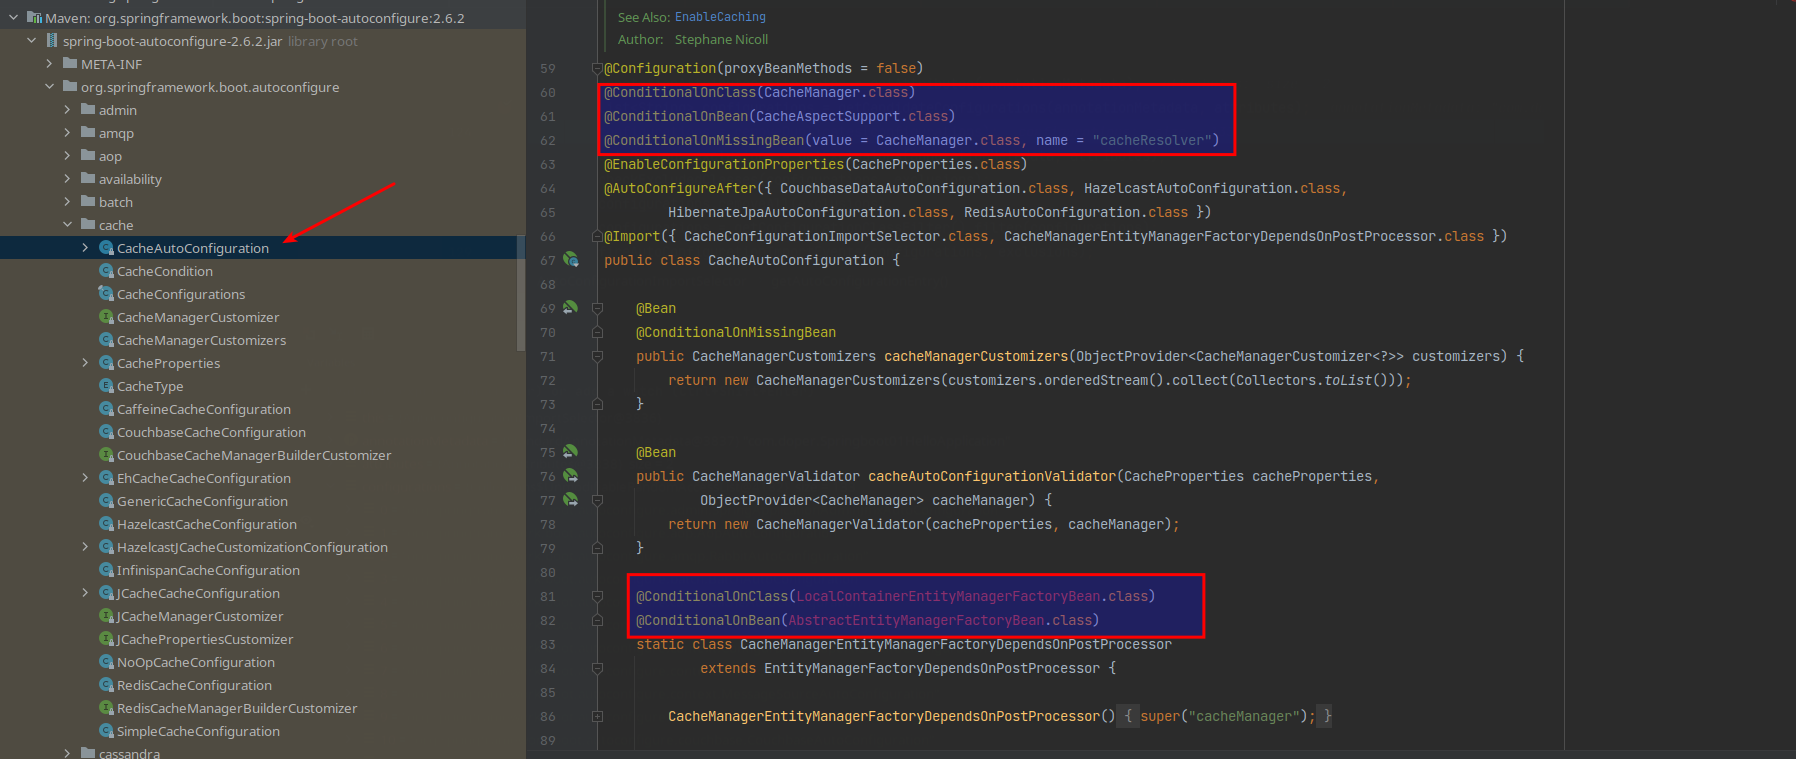 Maven: org.springframework.boot:spring-boot-autoconfigure:2.6.2
spring-boot-autoconfigure-2.6.2.jar library root
META-INF
org.springframework.boot.autoconfigure
admin
amqp
aop
availability
batch
cache
CacheAutoConfiguration
CacheCondition
CacheConfigurations
CacheManagerCustomizer
CacheManagerCustomizers
CacheProperties
CacheType
CaffeineCacheConfiguration
CouchbaseCacheConfiguration
CouchbaseCacheManagerBuilderCustomizer
EhCacheCacheConfiguration
GenericCacheConfiguration
HazelcastCacheConfiguration
HazelcastJCacheCustomizationConfiguration
InfinispanCacheConfiguration
JCacheCacheConfiguration
JCacheManagerCustomizer
JCachePropertiesCustomizer
NoOpCacheConfiguration
RedisCacheConfiguration
RedisCacheManagerBuilderCustomizer
SimpleCacheConfiguration
cassandra
See Also: EnableCaching
Author: Stephane Nicoll
59 @Configuration(proxyBeanMethods = false)
60 @ConditionalOnClass(CacheManager.class)
61 @ConditionalOnBean(CacheAspectSupport.class)
62 @ConditionalOnMissingBean(value = CacheManager.class, name = "cacheResolver")
63 @EnableConfigurationProperties(CacheProperties.class)
64 @AutoConfigureAfter({ CouchbaseDataAutoConfiguration.class, HazelcastAutoConfiguration.class,
65 HibernateJpaAutoConfiguration.class, RedisAutoConfiguration.class })
66 @Import({ CacheConfigurationImportSelector.class, CacheManagerEntityManagerFactoryDependsOnPostProcessor.class })
67 public class CacheAutoConfiguration {
68
69 @Bean
70 @ConditionalOnMissingBean
71 public CacheManagerCustomizers cacheManagerCustomizers(ObjectProvider<CacheManagerCustomizer<?>> customizers) {
72 return new CacheManagerCustomizers(customizers.orderedStream().collect(Collectors.toList()));
73 }
74
75 @Bean
76 public CacheManagerValidator cacheAutoConfigurationValidator(CacheProperties cacheProperties,
77 ObjectProvider<CacheManager> cacheManager) {
78 return new CacheManagerValidator(cacheProperties, cacheManager);
79 }
80
81 @ConditionalOnClass(LocalContainerEntityManagerFactoryBean.class)
82 @ConditionalOnBean(AbstractEntityManagerFactoryBean.class)
83 static class CacheManagerEntityManagerFactoryDependsOnPostProcessor
84 extends EntityManagerFactoryDependsOnPostProcessor {
85
86 CacheManagerEntityManagerFactoryDependsOnPostProcessor() { super("cacheManager"); }
89